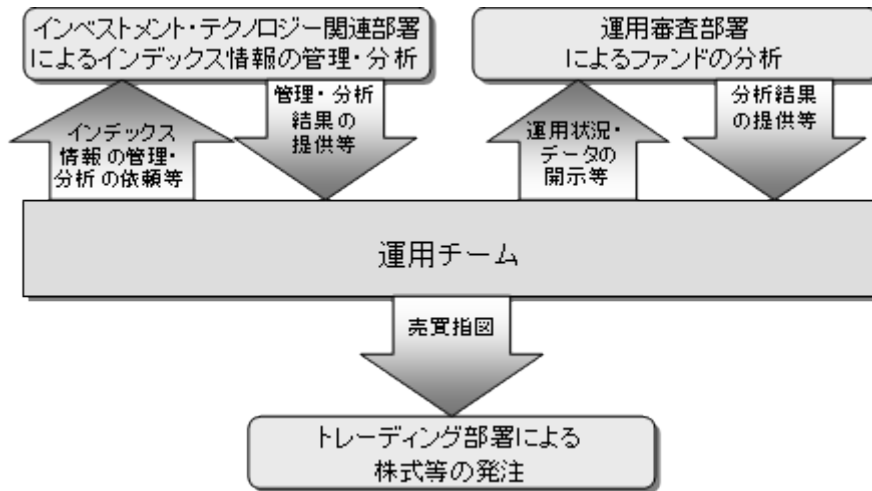 インベストメント・テクノロジー関連部署
によるインデックス情報の管理・分析
運用審査部署
によるファンドの分析
インデックス
情報の管理・
分析の依頼等
管理・分析
結果の
提供等
運用状況・
データの
開示等
分析結果
の提供等
運用チーム
売買指図
トレーディング部署による
株式等の発注